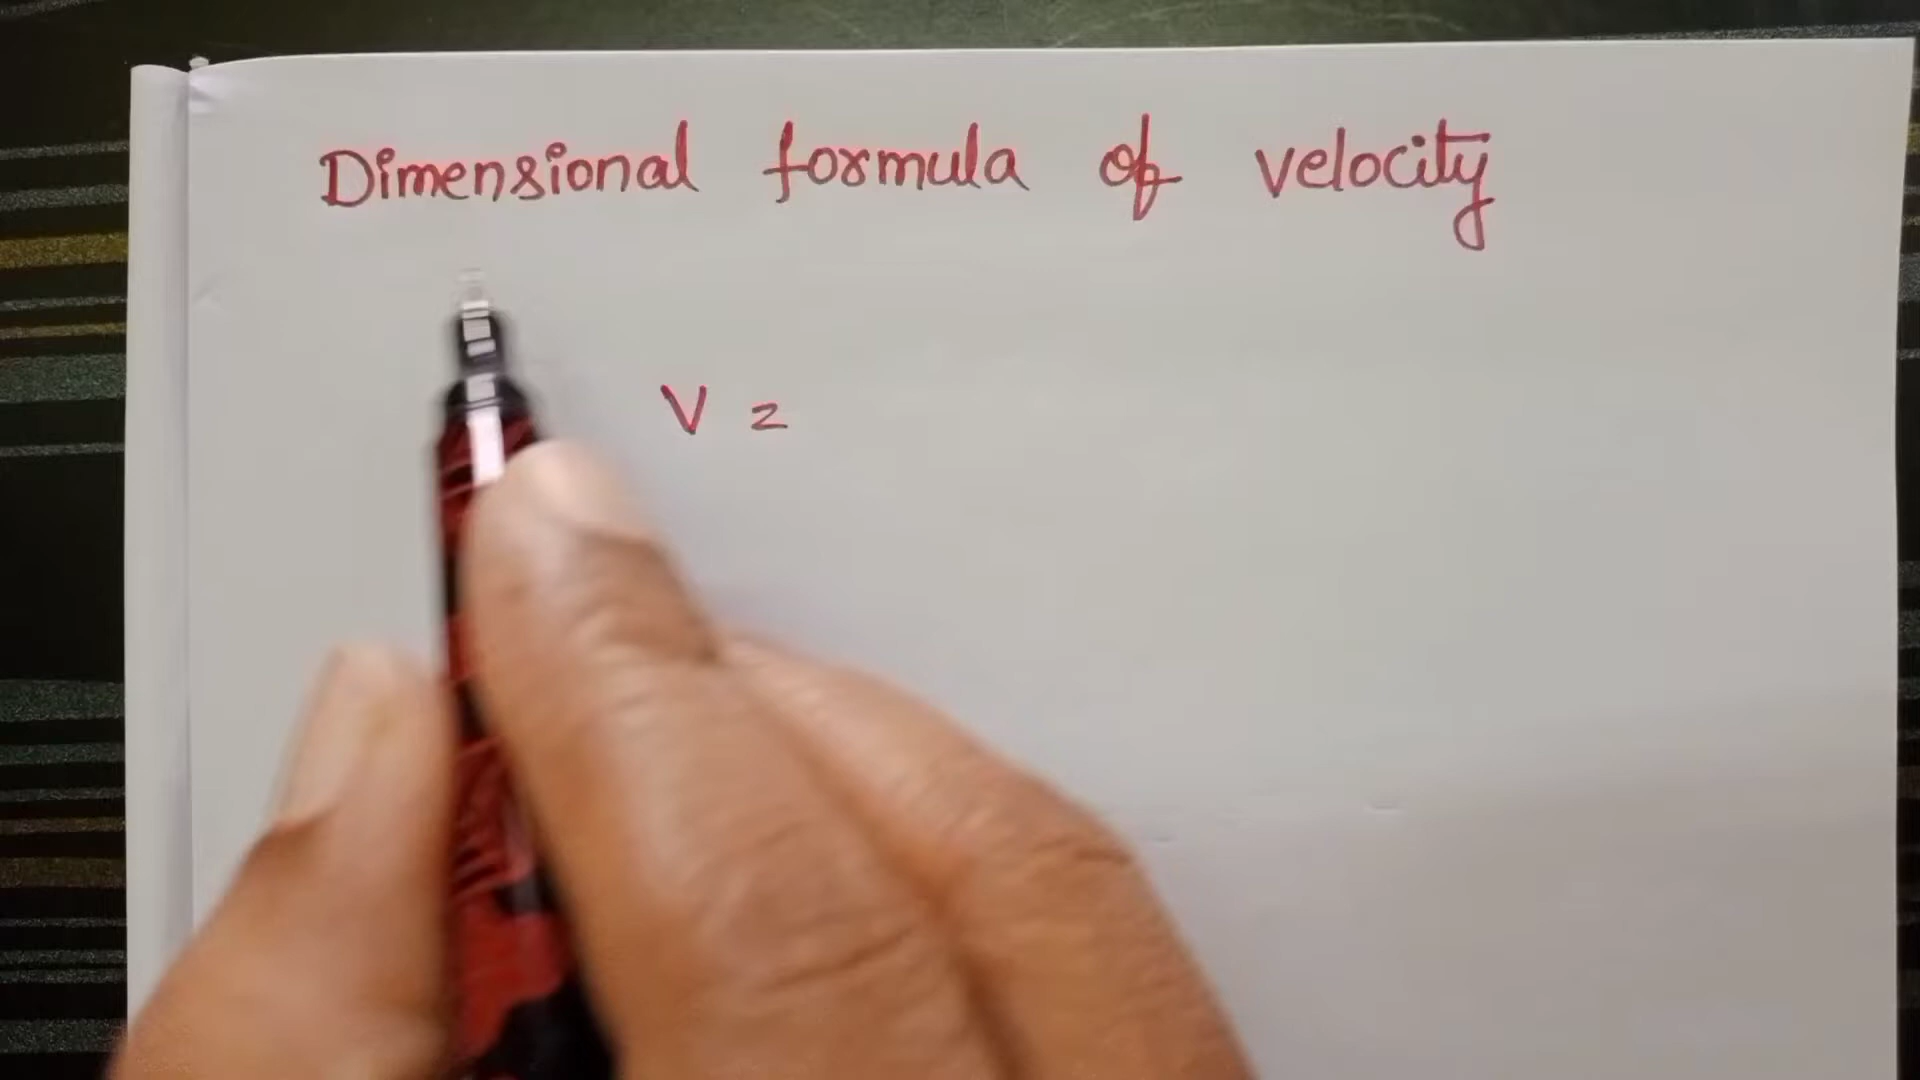 Dimensional formula of velocity
V =